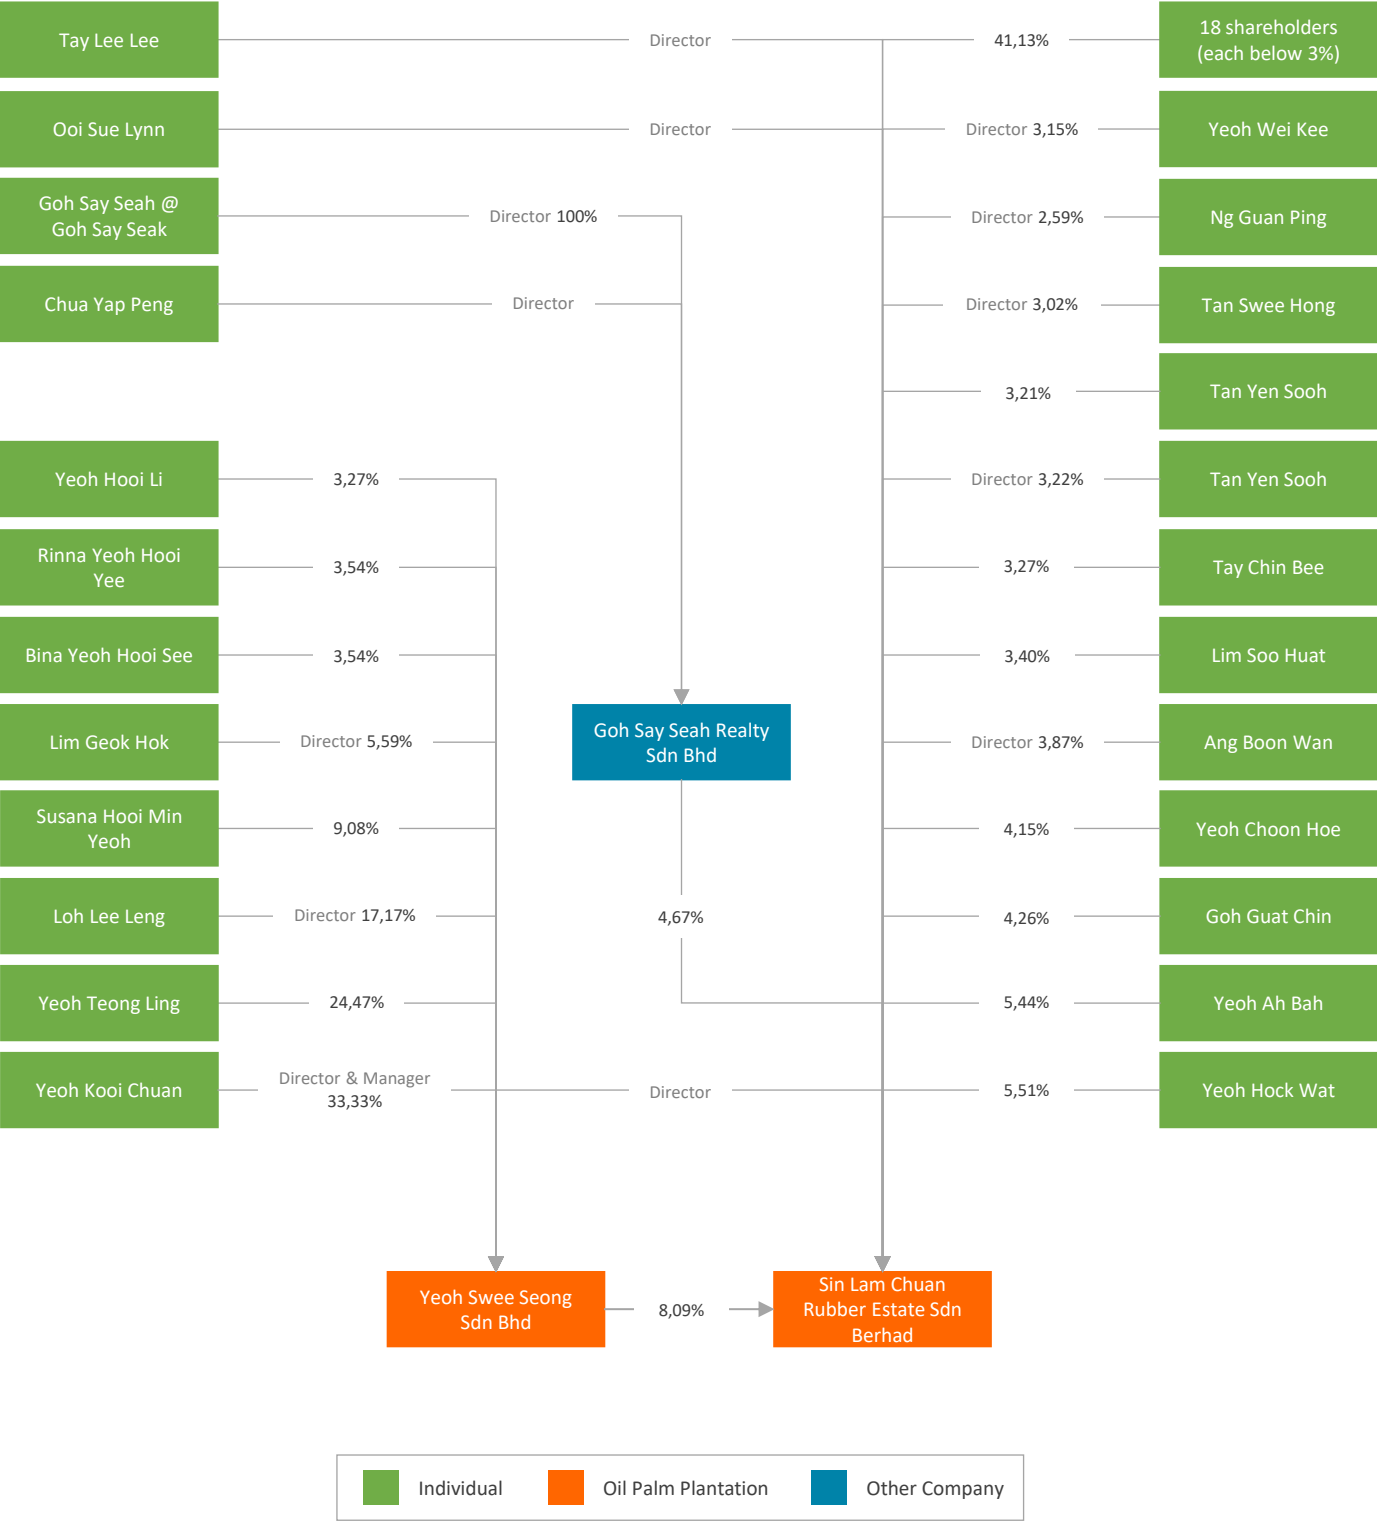 Tay Lee Lee
Director
41,13%
18 shareholders
(each below 3%)
Ooi Sue Lynn
Director
Director 3,15%
Yeoh Wei Kee
Goh Say Seah @
Goh Say Seak
Director 100%
Director 2,59%
Ng Guan Ping
Chua Yap Peng
Director
Director 3,02%
Tan Swee Hong
3,21%
Tan Yen Sooh
Yeoh Hooi Li
3,27%
Director 3,22%
Tan Yen Sooh
Rinna Yeoh Hooi
Yee
3,54%
3,27%
Tay Chin Bee
Bina Yeoh Hooi See
3,54%
3,40%
Lim Soo Huat
Lim Geok Hok
Director 5,59%
Goh Say Seah Realty
Sdn Bhd
Director 3,87%
Ang Boon Wan
Susana Hooi Min
Yeoh
9,08%
4,15%
Yeoh Choon Hoe
Loh Lee Leng
Director 17,17%
4,67%
4,26%
Goh Guat Chin
Yeoh Teong Ling
24,47%
5,44%
Yeoh Ah Bah
Yeoh Kooi Chuan
Director & Manager
33,33%
Director
5,51%
Yeoh Hock Wat
Yeoh Swee Seong
Sdn Bhd
8,09%
Sin Lam Chuan
Rubber Estate Sdn
Berhad
Individual
Oil Palm Plantation
Other Company